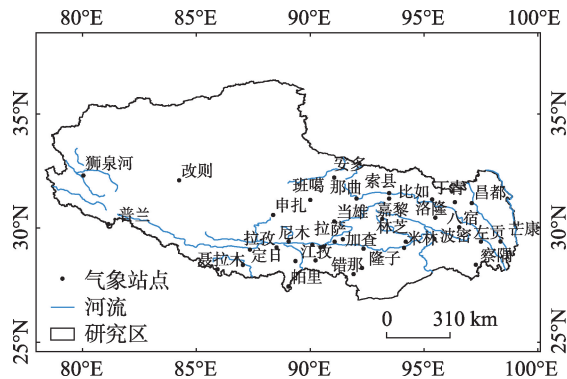 80°E 85°E 90°E 95°E 100°E
35°N 35°N
狮泉河 改则 安多
班嘎 那曲 索县 比如 丁青 昌都
普兰 申扎 当雄 嘉黎 洛隆 八宿
30°N 30°N
拉孜 尼木 拉萨 林芝 芒康
定日 江孜 加查 米林 波密 左贡
聂拉木 隆子 察隅
帕里 错那
气象站点
河流
研究区
0 310 km
25°N 25°N
80°E 85°E 90°E 95°E 100°E